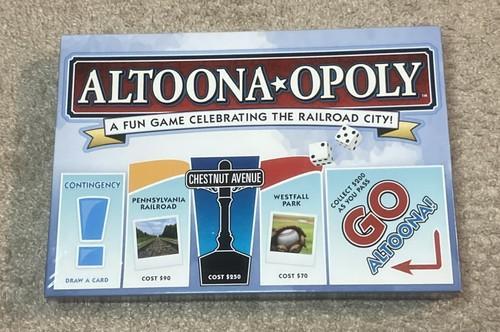 ALTOONA★OPOLY™
A FUN GAME CELEBRATING THE RAILROAD CITY!
CONTINGENCY
!
DRAW A CARD
PENNSYLVANIA
RAILROAD
COST $90
CHESTNUT AVENUE
COST $250
WESTFALL
PARK
COST $70
COLLECT $200
AS YOU PASS
GO
ALTOONA!